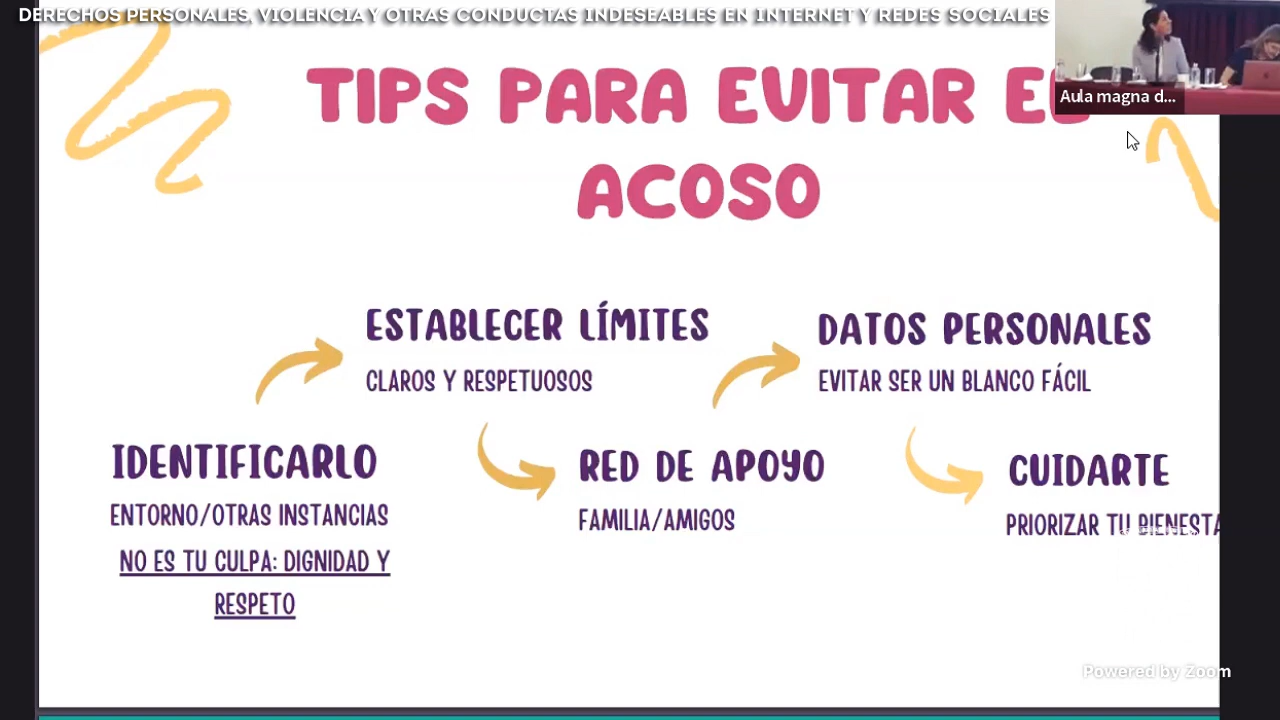 DERECHOS PERSONALES, VIOLENCIA Y OTRAS CONDUCTAS INDESEABLES EN INTERNET Y REDES SOCIALES
TIPS PARA EVITAR EL
ACOSO
Aula magna d...
ESTABLECER LÍMITES
CLAROS Y RESPETUOSOS
DATOS PERSONALES
EVITAR SER UN BLANCO FÁCIL
IDENTIFICARLO
ENTORNO/OTRAS INSTANCIAS
NO ES TU CULPA: DIGNIDAD Y
RESPETO
RED DE APOYO
FAMILIA/AMIGOS
CUIDARTE
PRIORIZAR TU BIENESTA
Powered by Zoom